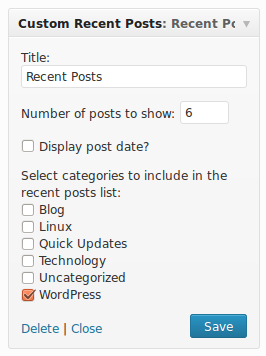 Custom Recent Posts: Recent Po
Title:
Recent Posts
Number of posts to show: 6
Display post date?
Select categories to include in the
recent posts list:
Blog
Linux
Quick Updates
Technology
Uncategorized
WordPress
Delete | Close
Save